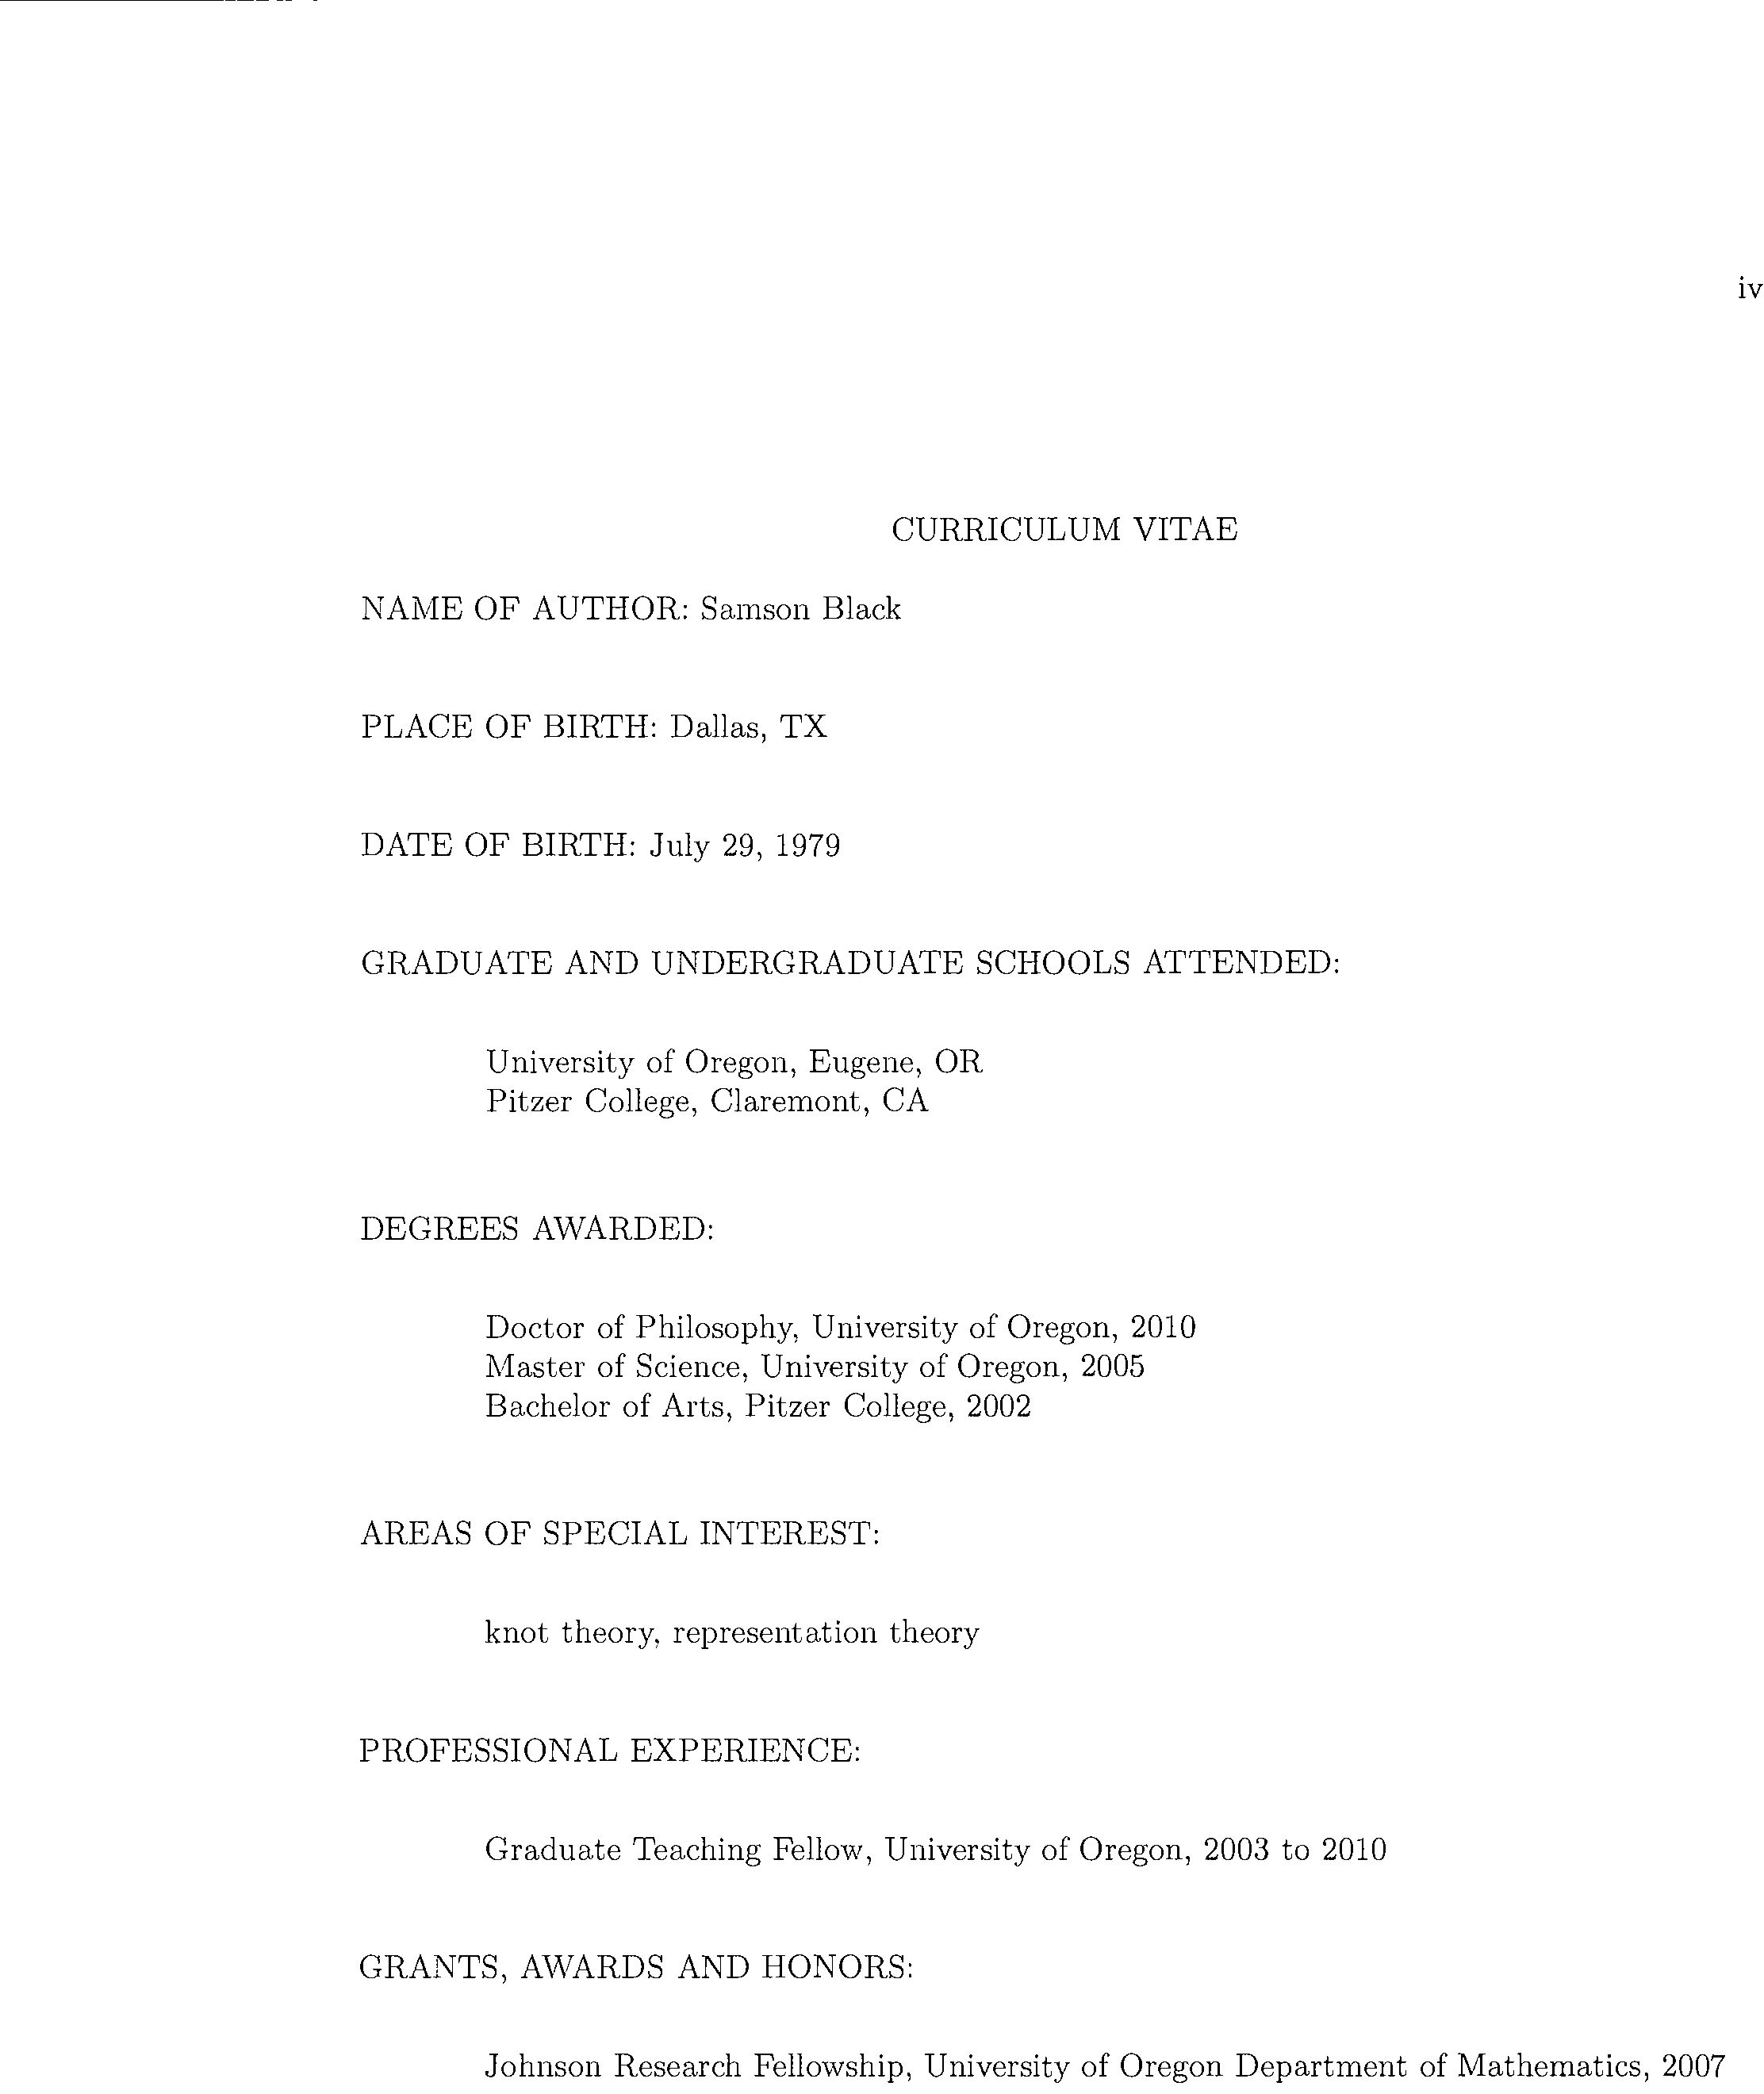 iv
CURRICULUM VITAE
NAME OF AUTHOR: Samson Black
PLACE OF BIRTH: Dallas, TX
DATE OF BIRTH: July 29, 1979
GRADUATE AND UNDERGRADUATE SCHOOLS ATTENDED:
University of Oregon, Eugene, OR
Pitzer College, Claremont, CA
DEGREES AWARDED:
Doctor of Philosophy, University of Oregon, 2010
Master of Science, University of Oregon, 2005
Bachelor of Arts, Pitzer College, 2002
AREAS OF SPECIAL INTEREST:
knot theory, representation theory
PROFESSIONAL EXPERIENCE:
Graduate Teaching Fellow, University of Oregon, 2003 to 2010
GRANTS, AWARDS AND HONORS:
Johnson Research Fellowship, University of Oregon Department of Mathematics, 2007